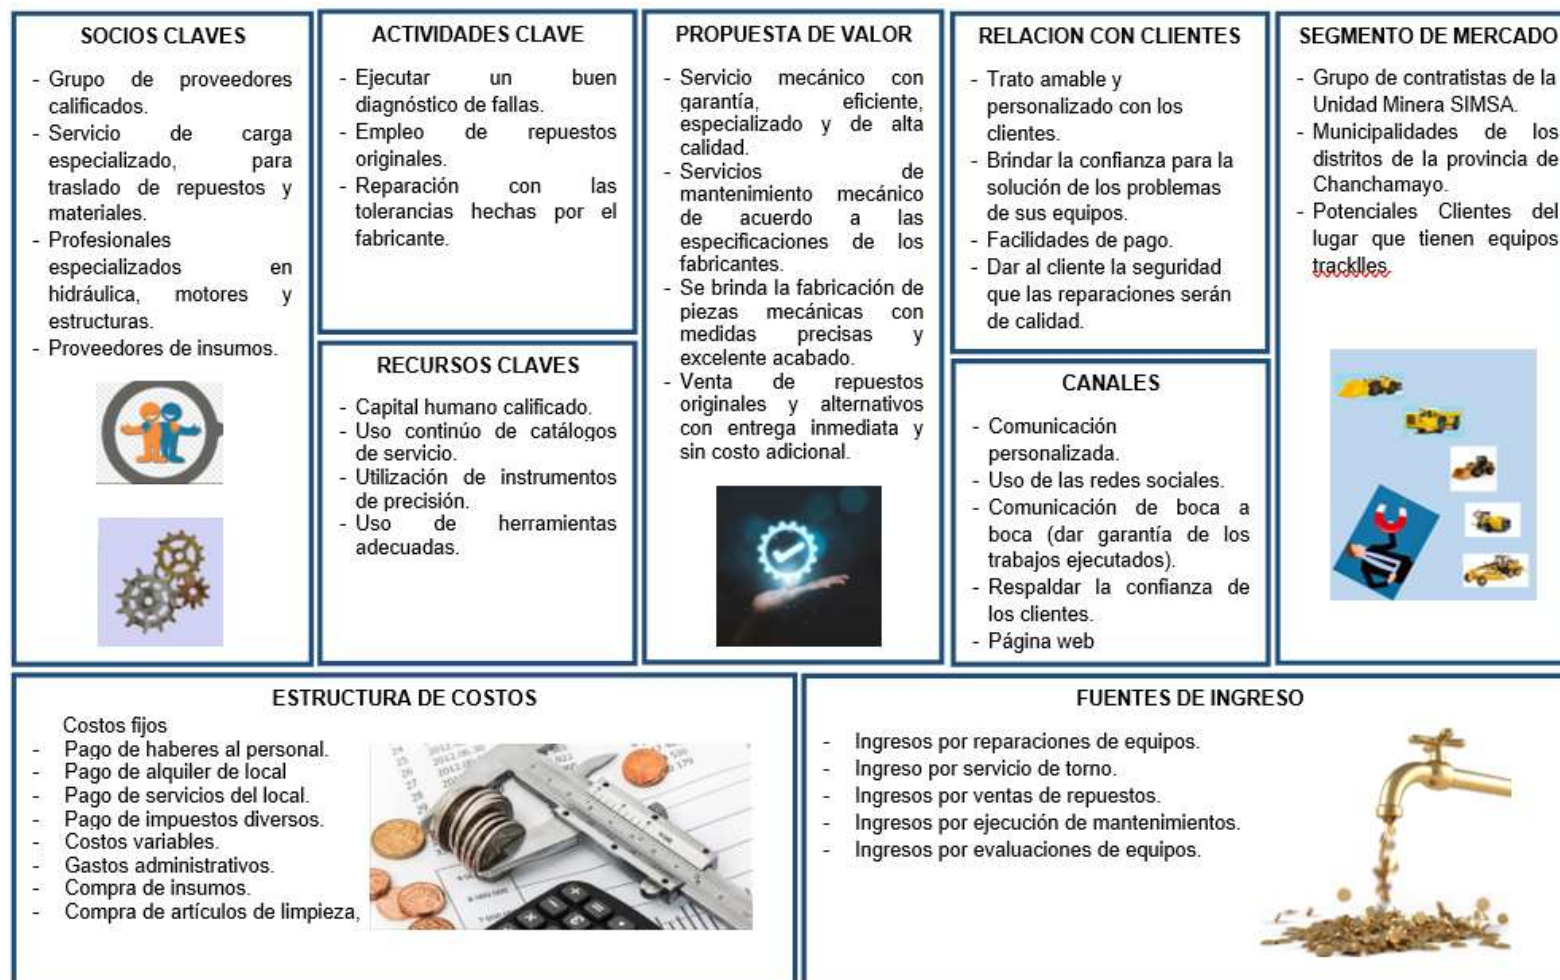 SOCIOS CLAVES
- Grupo de proveedores
calificados.
- Servicio de carga
especializado, para
traslado de repuestos y
materiales.
- Profesionales
especializados en
hidráulica, motores y
estructuras.
- Proveedores de insumos.
ACTIVIDADES CLAVE
- Ejecutar un buen
diagnóstico de fallas.
- Empleo de repuestos
originales.
- Reparación con las
tolerancias hechas por el
fabricante.
RECURSOS CLAVES
- Capital humano calificado.
- Uso continúo de catálogos
de servicio.
- Utilización de instrumentos
de precisión.
- Uso de herramientas
adecuadas.
PROPUESTA DE VALOR
- Servicio mecánico con
garantía, eficiente,
especializado y de alta
calidad.
- Servicios de
mantenimiento mecánico
de acuerdo a las
especificaciones de los
fabricantes.
- Se brinda la fabricación de
piezas mecánicas con
medidas precisas y
excelente acabado.
- Venta de repuestos
originales y alternativos
con entrega inmediata y
sin costo adicional.
RELACION CON CLIENTES
- Trato amable y
personalizado con los
clientes.
- Brindar la confianza para la
solución de los problemas
de sus equipos.
- Facilidades de pago.
- Dar al cliente la seguridad
que las reparaciones serán
de calidad.
CANALES
- Comunicación
personalizada.
- Uso de las redes sociales.
- Comunicación de boca a
boca (dar garantía de los
trabajos ejecutados).
- Respaldar la confianza de
los clientes.
- Página web
SEGMENTO DE MERCADO
- Grupo de contratistas de la
Unidad Minera SIMSA.
- Municipalidades de los
distritos de la provincia de
Chanchamayo.
- Potenciales Clientes del
lugar que tienen equipos
tracklles.
ESTRUCTURA DE COSTOS
Costos fijos
- Pago de haberes al personal.
- Pago de alquiler de local
- Pago de servicios del local.
- Pago de impuestos diversos.
- Costos variables.
- Gastos administrativos.
- Compra de insumos.
- Compra de artículos de limpieza,
FUENTES DE INGRESO
- Ingresos por reparaciones de equipos.
- Ingreso por servicio de torno.
- Ingresos por ventas de repuestos.
- Ingresos por ejecución de mantenimientos.
- Ingresos por evaluaciones de equipos.